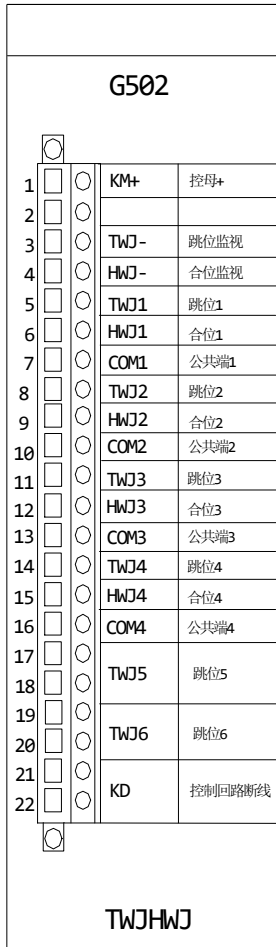 G502
1 KM+ 控母+
2
3 TWJ- 跳位监视
4 HWJ- 合位监视
5 TWJ1 跳位1
6 HWJ1 合位1
7 COM1 公共端1
8 TWJ2 跳位2
9 HWJ2 合位2
10 COM2 公共端2
11 TWJ3 跳位3
12 HWJ3 合位3
13 COM3 公共端3
14 TWJ4 跳位4
15 HWJ4 合位4
16 COM4 公共端4
17
TWJ5 跳位5
18
19
TWJ6 跳位6
20
21
KD 控制回路断线
22
TWJHWJ